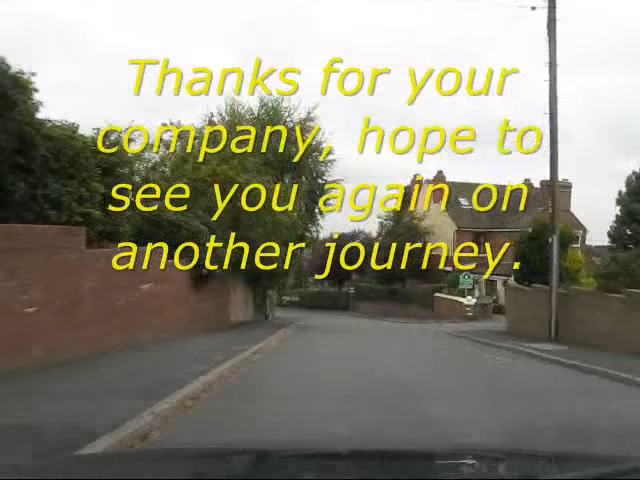 Thanks for your
company, hope to
see you again on
another journey.